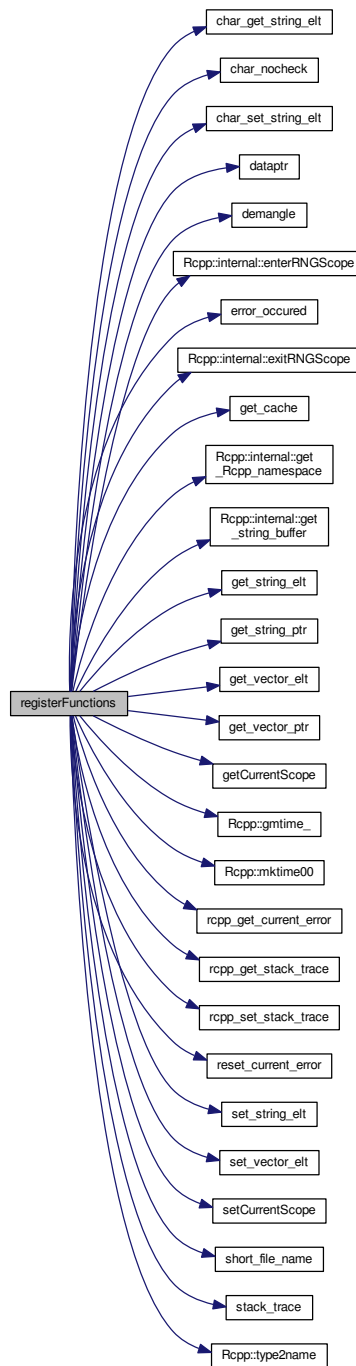 char_get_string_elt
char_nocheck
char_set_string_elt
dataptr
demangle
Rcpp::internal::enterRNGScope
error_occured
Rcpp::internal::exitRNGScope
get_cache
Rcpp::internal::get
_Rcpp_namespace
Rcpp::internal::get
_string_buffer
get_string_elt
get_string_ptr
get_vector_elt
registerFunctions
get_vector_ptr
getCurrentScope
Rcpp::gmtime_
Rcpp::mktime00
rcpp_get_current_error
rcpp_get_stack_trace
rcpp_set_stack_trace
reset_current_error
set_string_elt
set_vector_elt
setCurrentScope
short_file_name
stack_trace
Rcpp::type2name